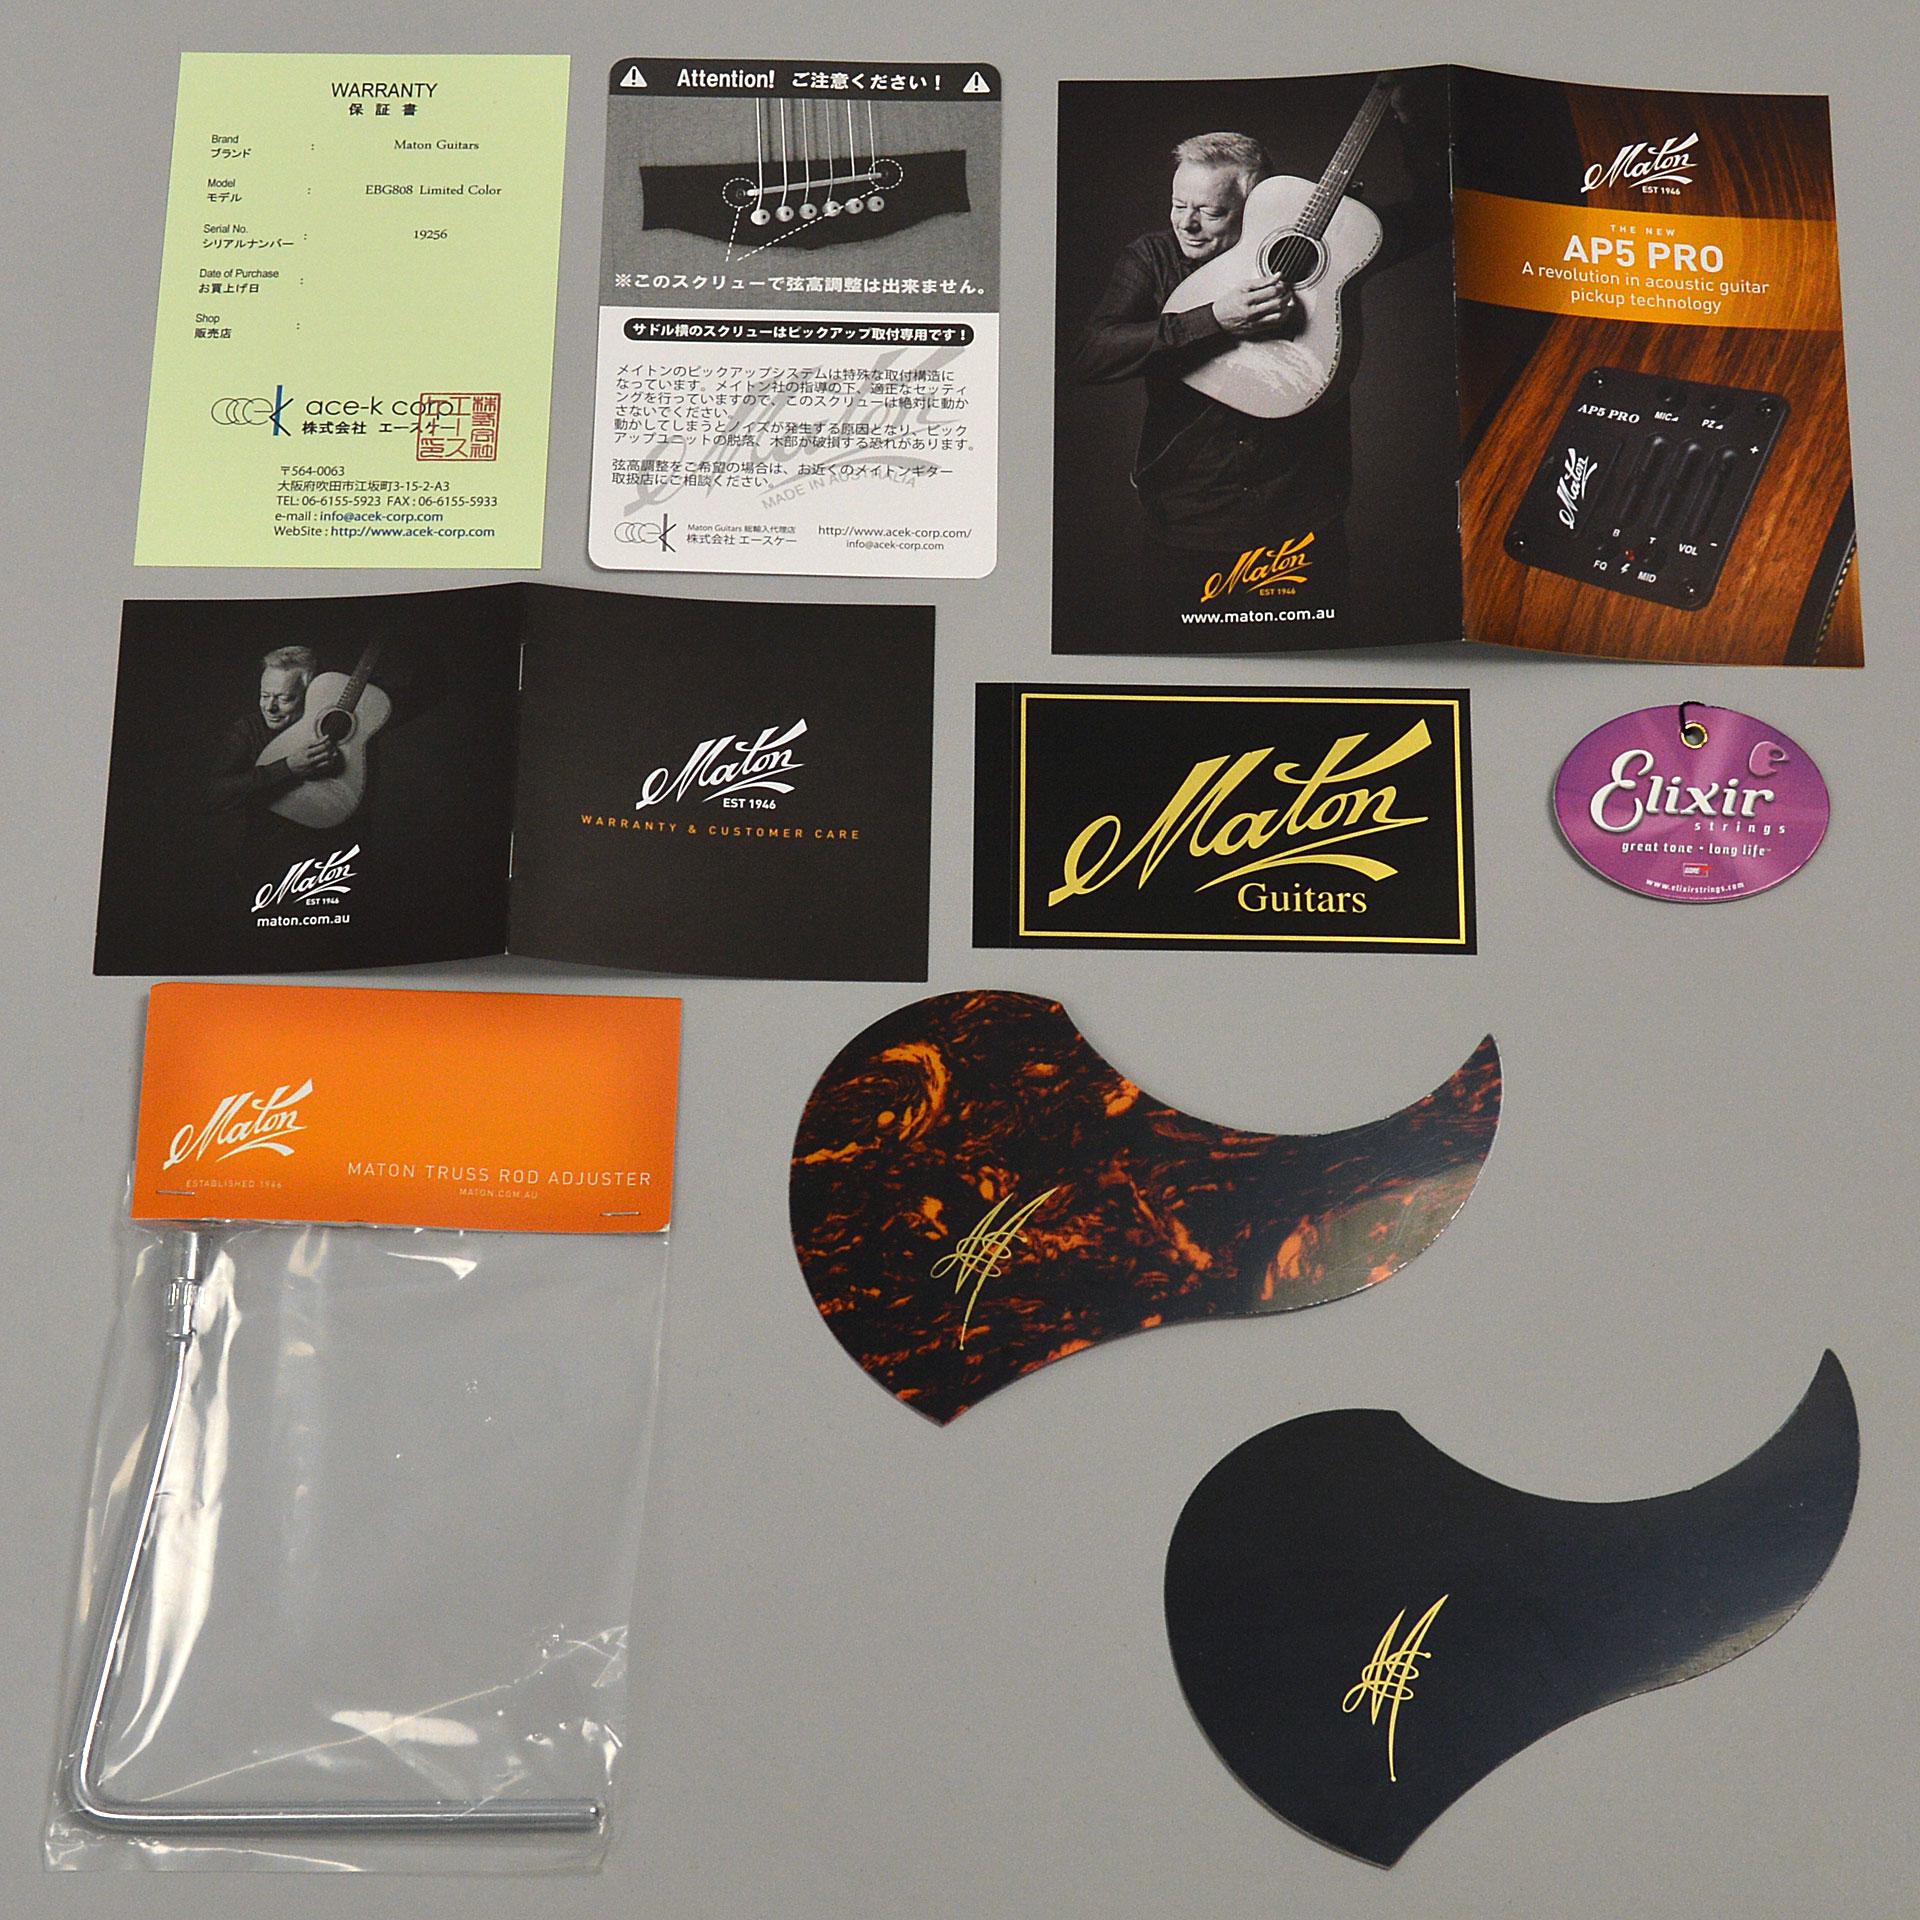 WARRANTY
保証書
Brand
ブランド
:
Maton Guitars
Model
モデル
:
EBG808 Limited Color
Serial No.
シリアルナンバー
:
19256
Date of Purchase
お買上げ日
:
Shop
販売店
:
ace-k corp
株式会社 エースケー
〒564-0063
大阪府吹田市江坂町3-15-2-A3
TEL: 06-6155-5923 FAX : 06-6155-5933
e-mail : info@acek-corp.com
WebSite : http://www.acek-corp.com
Attention! ご注意ください！
※このスクリューで弦高調整は出来ません。
サドル横のスクリューはピックアップ取付専用です！
メイトンのピックアップシステムは特殊な取付構造に
なっています。メイトン社の指導の下、適正なセッティ
ングを行っていますので、このスクリューは絶対に動か
さないでください。
動かしてしまうとノイズが発生する原因となり、ピック
アップユニットの脱落、木部が破損する恐れがあります。
弦高調整をご希望の場合は、お近くのメイトンギター
取扱店にご相談ください。
Maton
MADE IN AUSTRALIA
Maton Guitars 総輸入代理店
株式会社 エースケー
http://www.acek-corp.com/
info@acek-corp.com
Maton
EST 1946
www.maton.com.au
Maton
EST 1946
THE NEW
AP5 PRO
A revolution in acoustic guitar
pickup technology
AP5 PRO
MIC
PZ
+
Maton
B
T
VOL
-
FQ
MID
Maton
EST 1946
maton.com.au
Maton
EST 1946
WARRANTY & CUSTOMER CARE
Maton
Guitars
Elixir
strings
great tone • long life™
GORE
www.elixirstrings.com
Maton
ESTABLISHED 1946
MATON TRUSS ROD ADJUSTER
MATON.COM.AU